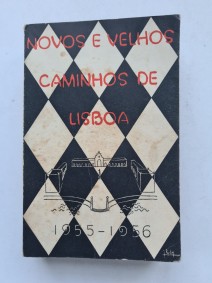 NOVOS E VELHOS
CAMINHOS DE
LISBOA
1955-1956